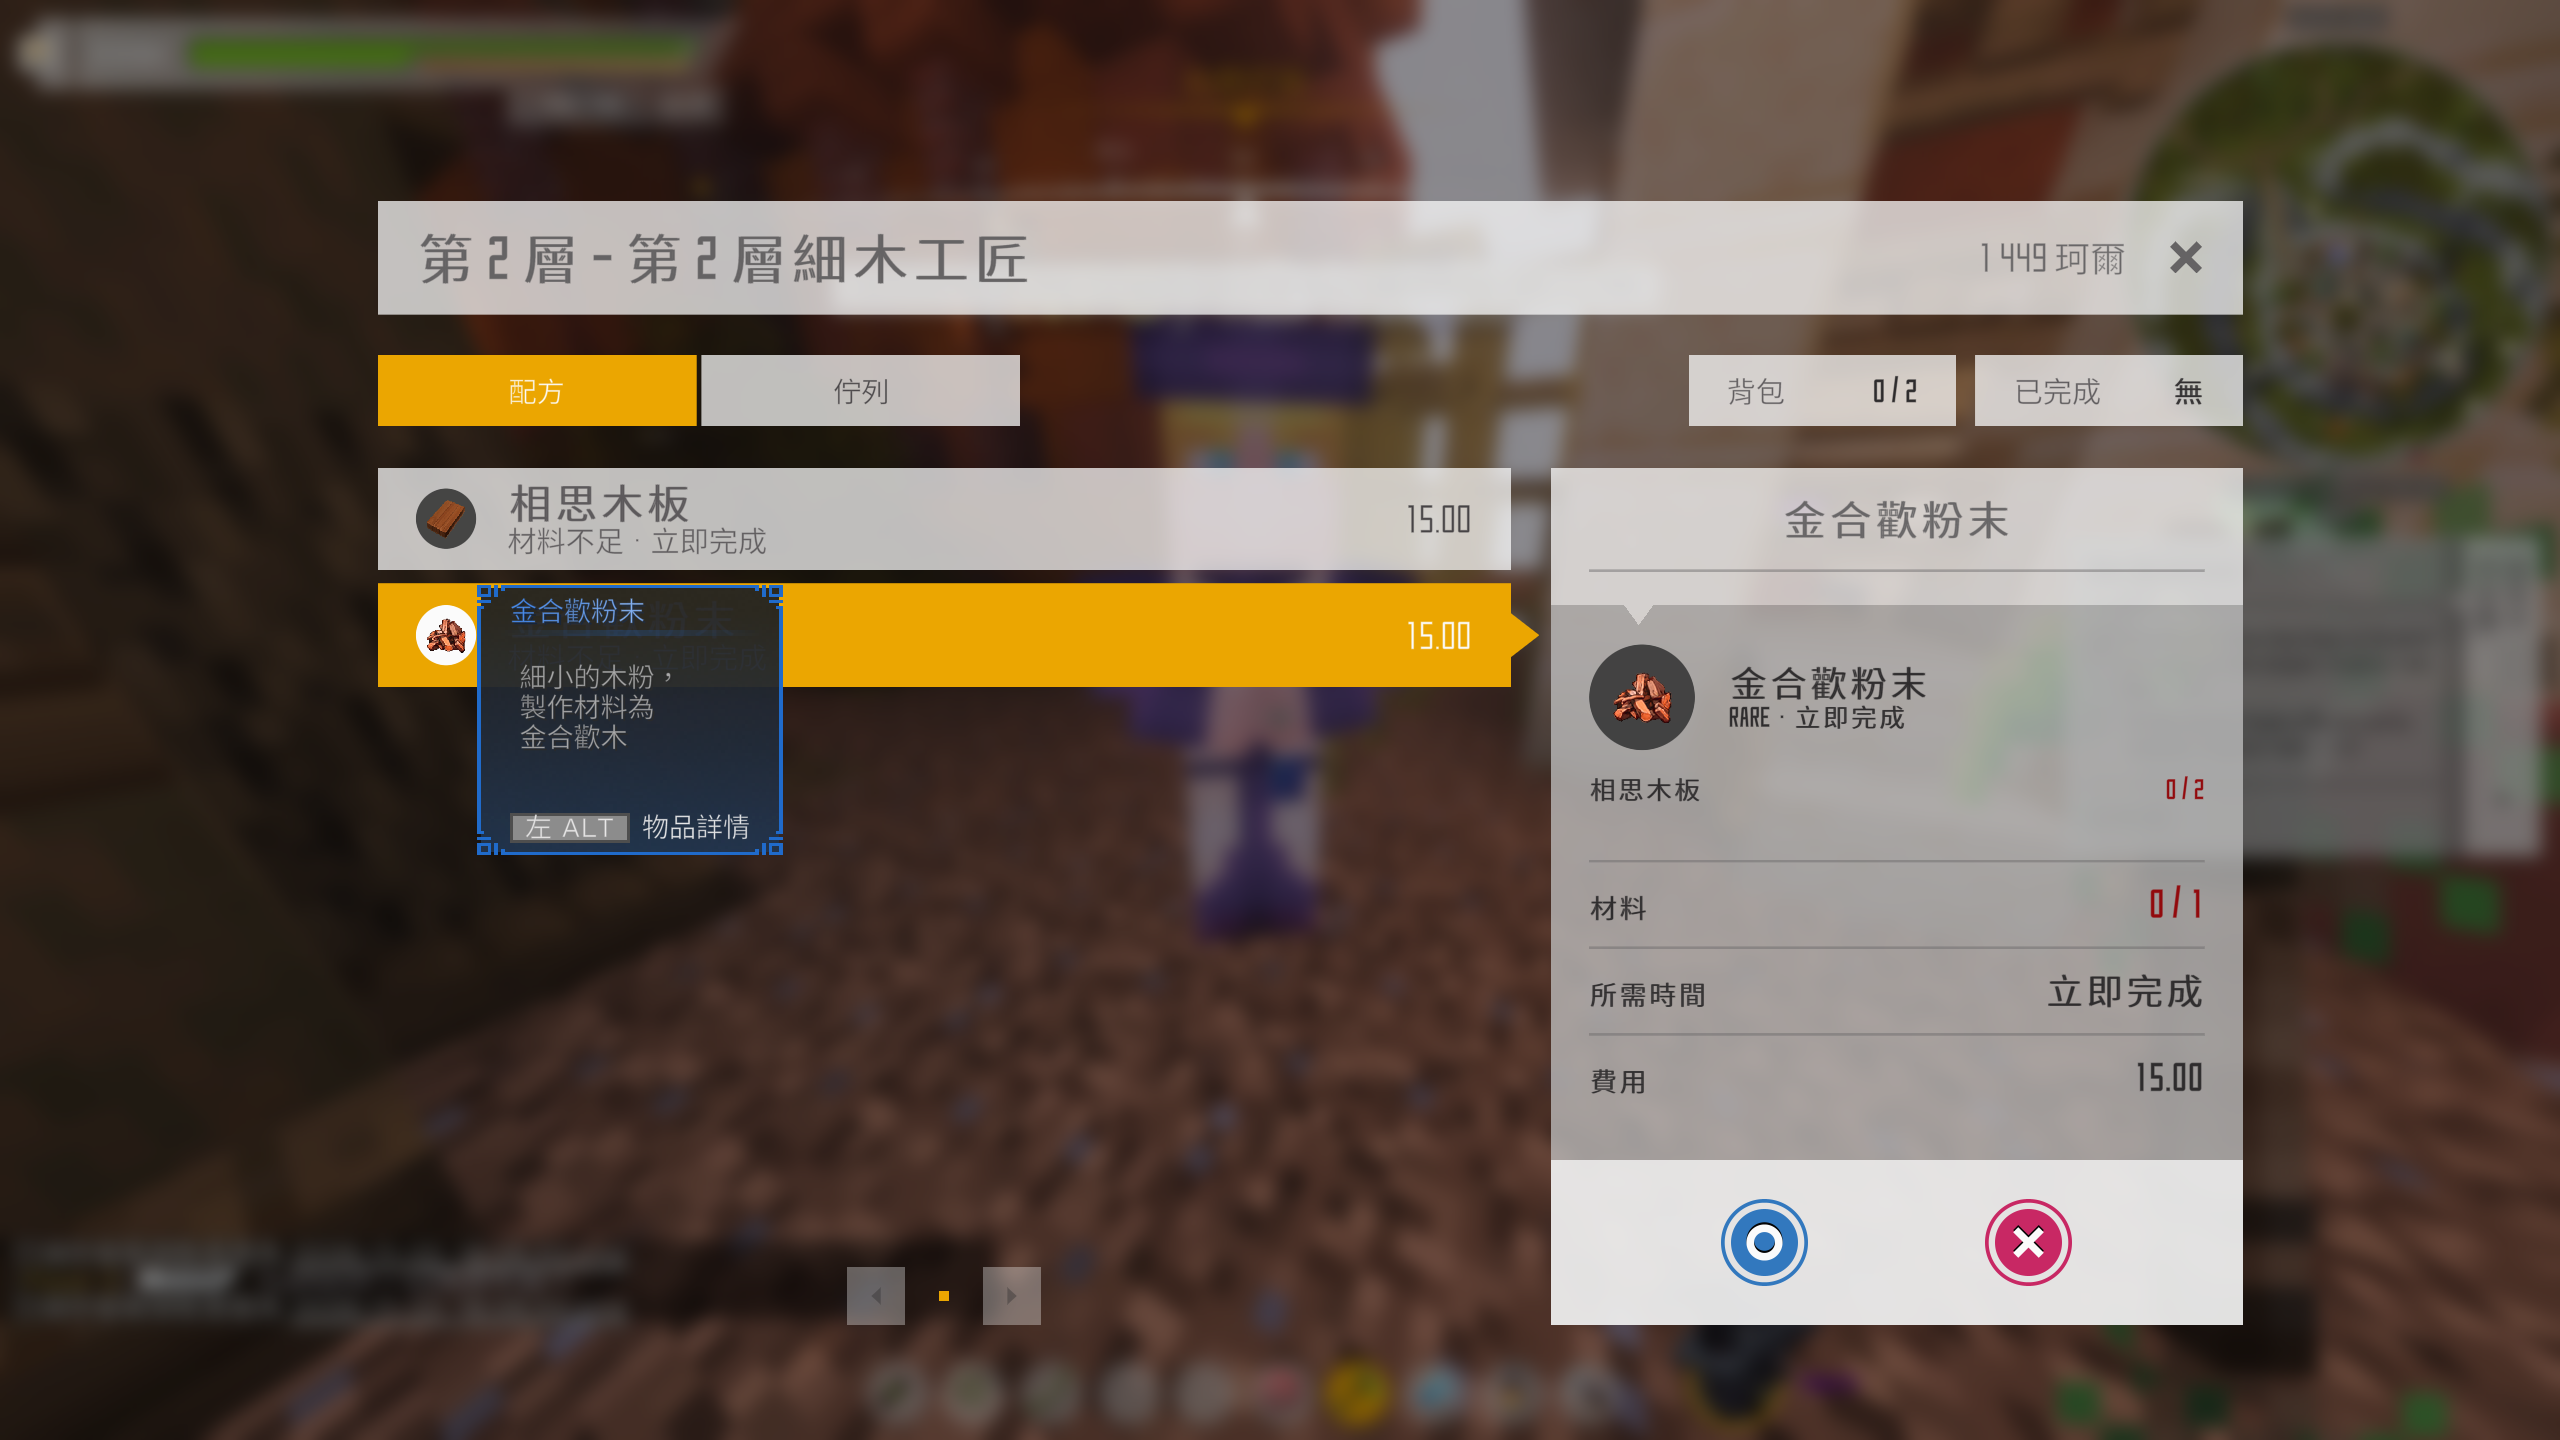 第2層-第2層細木工匠
1 449 珂爾
配方
佇列
背包 0/2
已完成 無
相思木板
材料不足 · 立即完成
15.00
金合歡粉末
細小的木粉，
製作材料為
金合歡木
左 ALT 物品詳情
15.00
金合歡粉末
金合歡粉末
RARE · 立即完成
相思木板 0/2
材料 0/1
所需時間 立即完成
費用 15.00